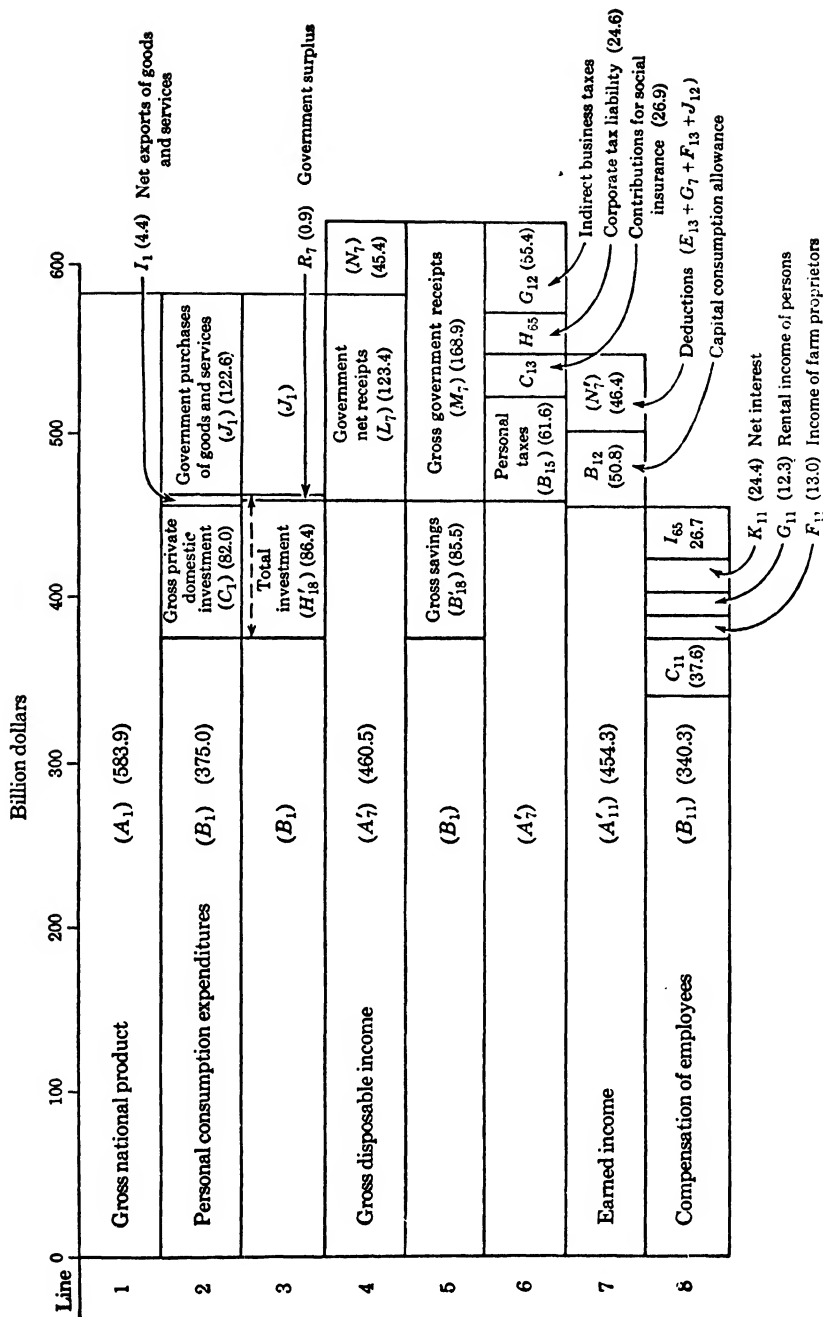 Billion dollars
Line
0
100
200
300
400
500
600
1
Gross national product
(A₁) (583.9)
I₁ (4.4) Net exports of goods
and services
2
Personal consumption expenditures
(B₁) (375.0)
Gross private
domestic
investment
(C₁) (82.0)
Government purchases
of goods and services
(J₁) (122.6)
3
(B₁)
Total
investment
(H′₁₈) (86.4)
(J₁)
R₇ (0.9) Government surplus
4
Gross disposable income
(A′₇) (460.5)
Government
net receipts
(L₇) (123.4)
(N₇)
(45.4)
5
(B₁)
Gross savings
(B′₁₈) (85.5)
Gross government receipts
(M₇) (168.9)
6
(A′₇)
Personal
taxes
(B₁₅) (61.6)
C₁₃
H₆₅
G₁₂ (55.4)
Indirect business taxes
Corporate tax liability (24.6)
Contributions for social
insurance (26.9)
7
Earned income
(A′₁₁) (454.3)
B₁₂
(50.8)
(N′₇)
(46.4)
Deductions (E₁₃ + G₇ + F₁₃ + J₁₂)
Capital consumption allowance
8
Compensation of employees
(B₁₁) (340.3)
C₁₁
(37.6)
I₆₅
26.7
K₁₁ (24.4) Net interest
G₁₁ (12.3) Rental income of persons
F₁₁ (13.0) Income of farm proprietors